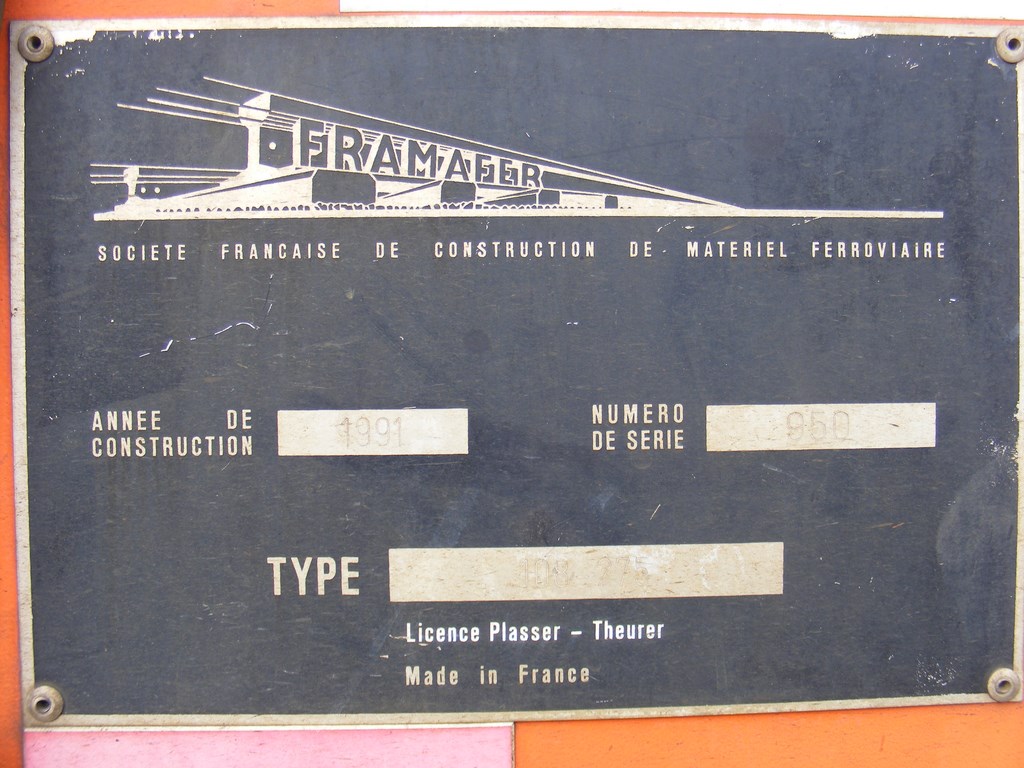 FRAMAFER
SOCIETE FRANCAISE DE CONSTRUCTION DE MATERIEL FERROVIAIRE
ANNEE DE
CONSTRUCTION
1991
NUMERO
DE SERIE
950
TYPE
Licence Plasser – Theurer
Made in France